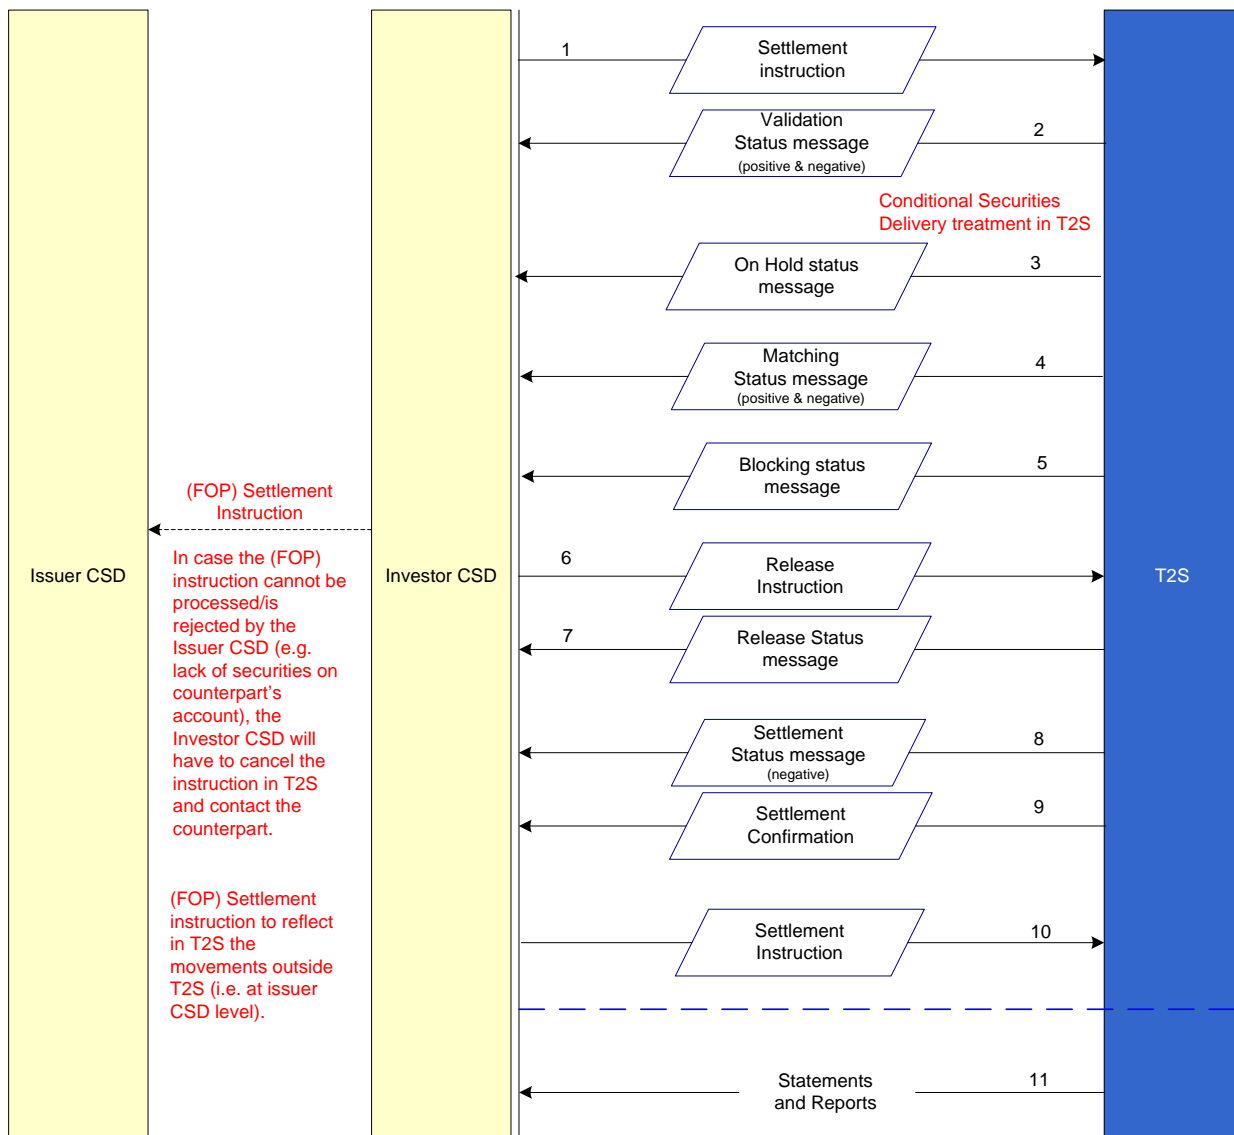 1
Settlement
instruction
Validation
Status message
(positive & negative)
2
Conditional Securities
Delivery treatment in T2S
On Hold status
message
3
Matching
Status message
(positive & negative)
4
Blocking status
message
5
(FOP) Settlement
Instruction
Issuer CSD
In case the (FOP)
instruction cannot be
processed/is
rejected by the
Issuer CSD (e.g.
lack of securities on
counterpart's
account), the
Investor CSD will
have to cancel the
instruction in T2S
and contact the
counterpart.
Investor CSD
6
Release
Instruction
T2S
7
Release Status
message
Settlement
Status message
(negative)
8
Settlement
Confirmation
9
(FOP) Settlement
instruction to reflect
in T2S the
movements outside
T2S (i.e. at issuer
CSD level).
Settlement
Instruction
10
Statements
and Reports
11